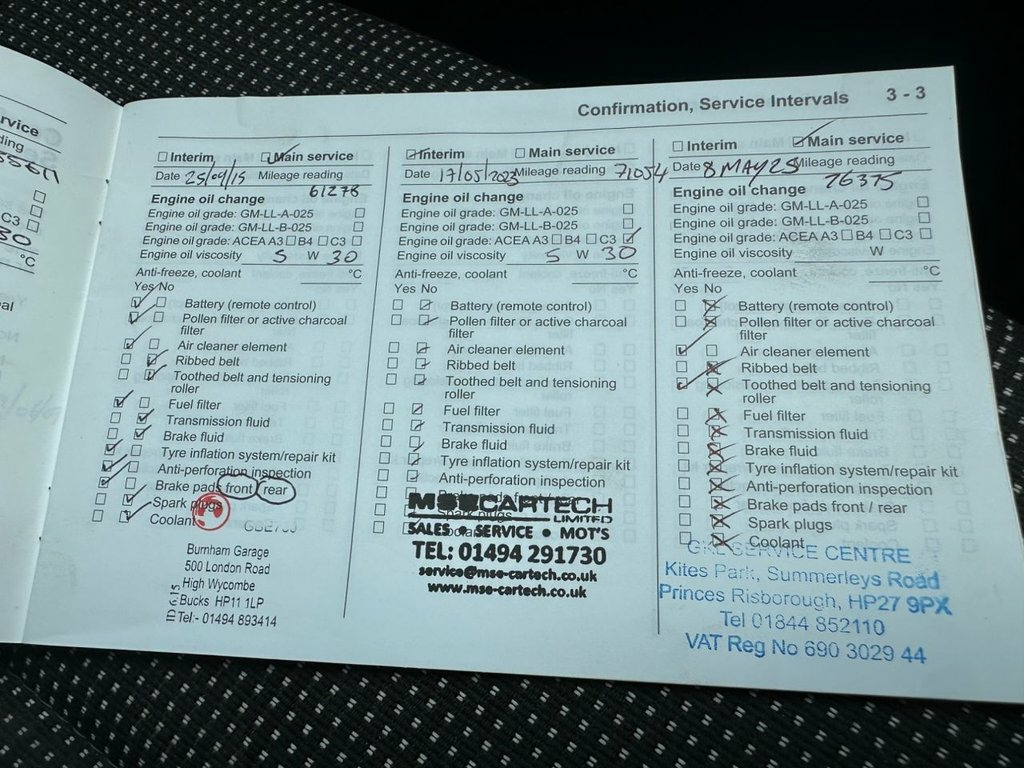 Confirmation, Service Intervals 3 - 3
rvice
ding
C3
30
°C
Interim Main service
Date 25/09/15 Mileage reading
61278
Engine oil change
Engine oil grade: GM-LL-A-025
Engine oil grade: GM-LL-B-025
Engine oil grade: ACEA A3 B4 C3
Engine oil viscosity 5 W 30
Anti-freeze, coolant °C
Yes No
Battery (remote control)
Pollen filter or active charcoal
filter
Air cleaner element
Ribbed belt
Toothed belt and tensioning
roller
Fuel filter
Transmission fluid
Brake fluid
Tyre inflation system/repair kit
Anti-perforation inspection
Brake pads front / rear
Spark plugs
Coolant
Burnham Garage
500 London Road
High Wycombe
Bucks HP11 1LP
Tel:- 01494 893414
Interim Main service
Date 17/05/2023 Mileage reading 71054
Engine oil change
Engine oil grade: GM-LL-A-025
Engine oil grade: GM-LL-B-025
Engine oil grade: ACEA A3 B4 C3
Engine oil viscosity 5 W 30
Anti-freeze, coolant °C
Yes No
Battery (remote control)
Pollen filter or active charcoal
filter
Air cleaner element
Ribbed belt
Toothed belt and tensioning
roller
Fuel filter
Transmission fluid
Brake fluid
Tyre inflation system/repair kit
Anti-perforation inspection
Brake pads front / rear
CARTECH
LIMITED
SALES • SERVICE • MOT'S
TEL: 01494 291730
service@mse-cartech.co.uk
www.mse-cartech.co.uk
Interim Main service
Date 8 MAY 25 Mileage reading
76375
Engine oil change
Engine oil grade: GM-LL-A-025
Engine oil grade: GM-LL-B-025
Engine oil grade: ACEA A3 B4 C3
Engine oil viscosity W
Anti-freeze, coolant °C
Yes No
Battery (remote control)
Pollen filter or active charcoal
filter
Air cleaner element
Ribbed belt
Toothed belt and tensioning
roller
Fuel filter
Transmission fluid
Brake fluid
Tyre inflation system/repair kit
Anti-perforation inspection
Brake pads front / rear
Spark plugs
Coolant
SERVICE CENTRE
Kites Park, Summerleys Road
Princes Risborough, HP27 9PX
Tel 01844 852110
VAT Reg No 690 3029 44